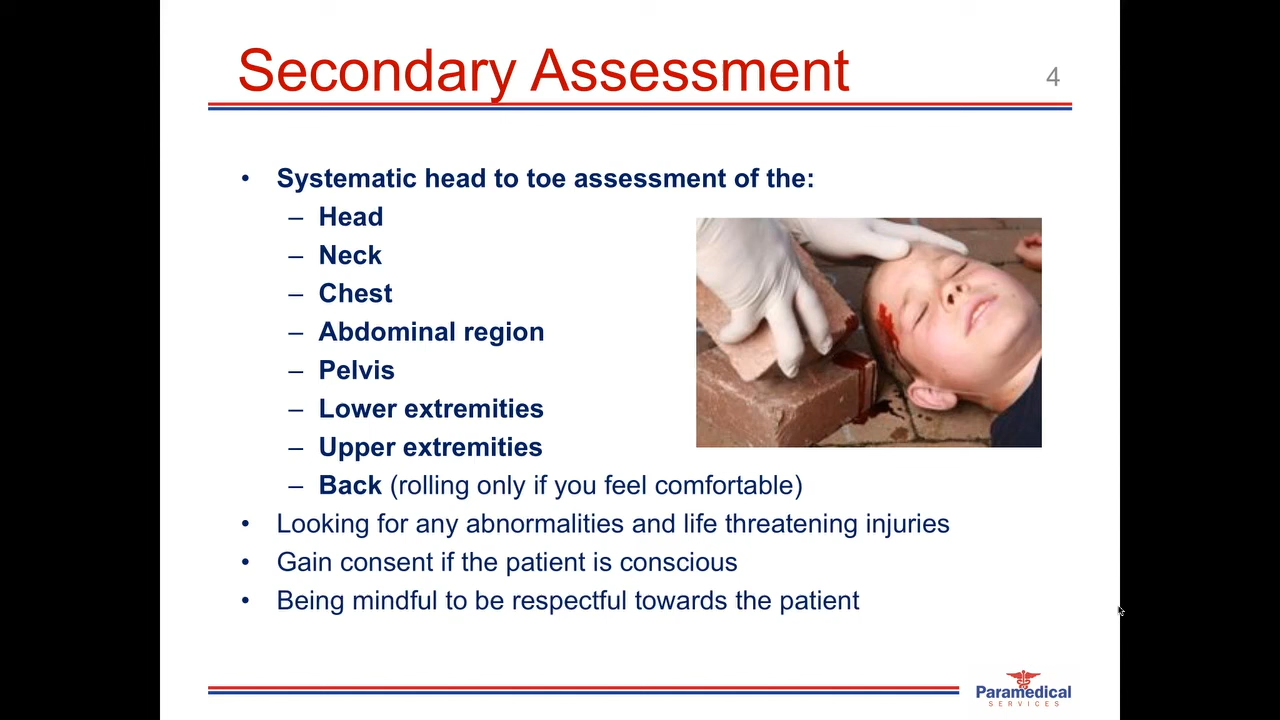 Secondary Assessment
4
• Systematic head to toe assessment of the:
– Head
– Neck
– Chest
– Abdominal region
– Pelvis
– Lower extremities
– Upper extremities
– Back (rolling only if you feel comfortable)
• Looking for any abnormalities and life threatening injuries
• Gain consent if the patient is conscious
• Being mindful to be respectful towards the patient
Paramedical
SERVICES